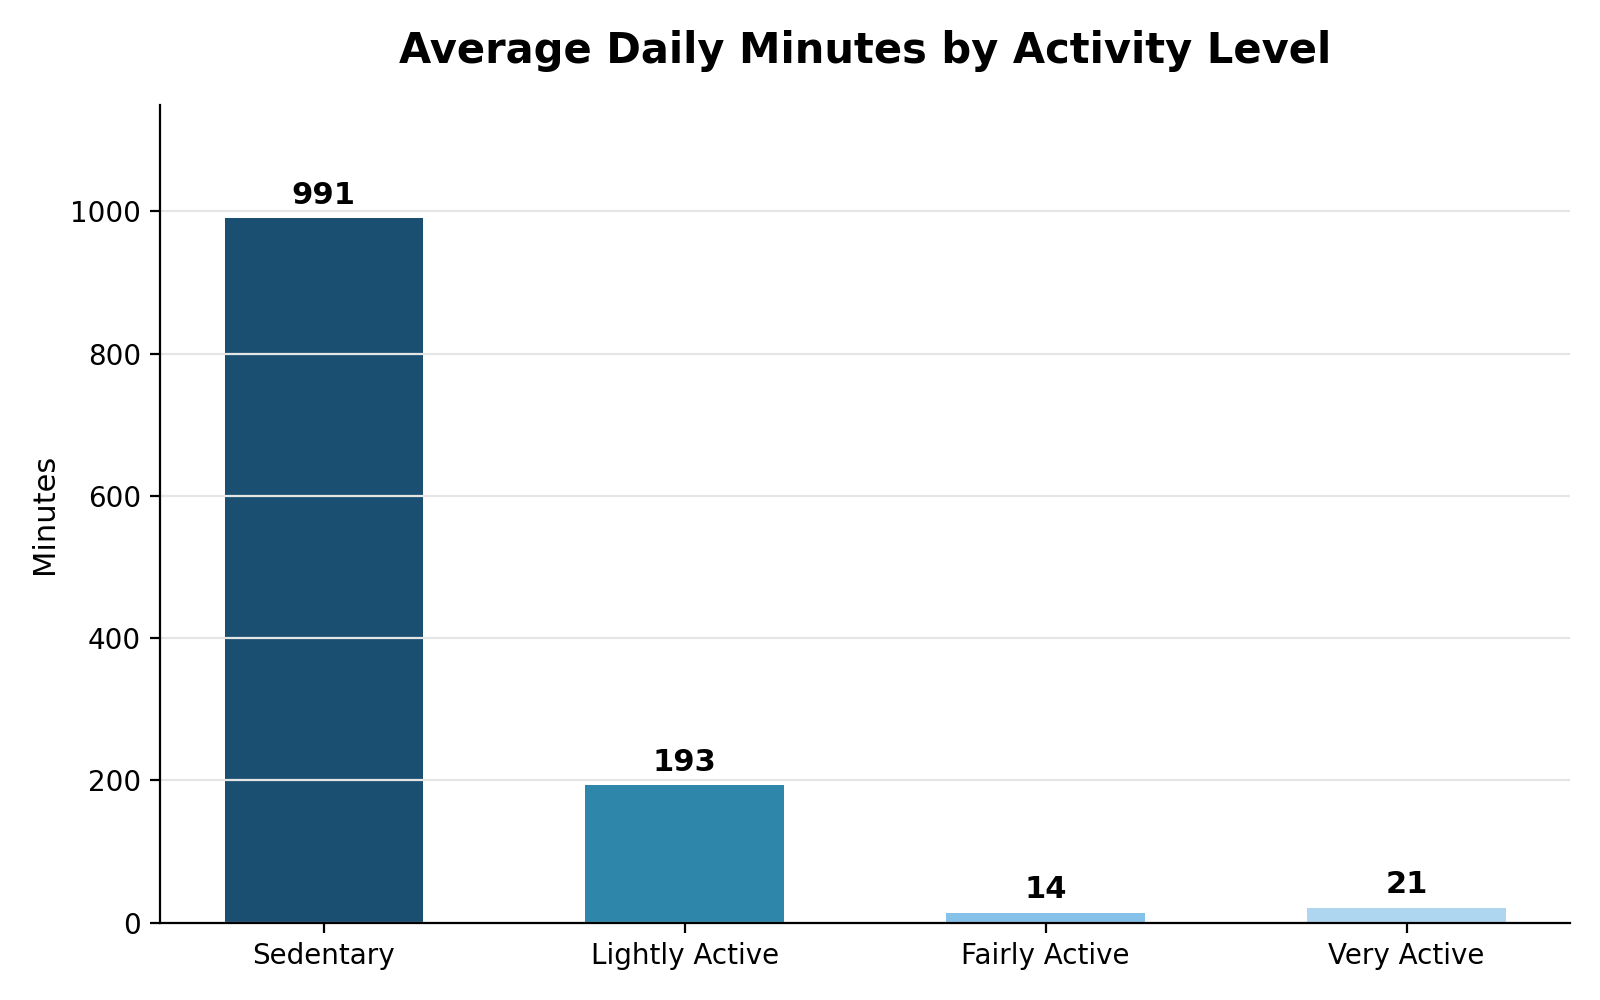 Average Daily Minutes by Activity Level
Minutes
1000
800
600
400
200
0
991
193
14
21
Sedentary
Lightly Active
Fairly Active
Very Active